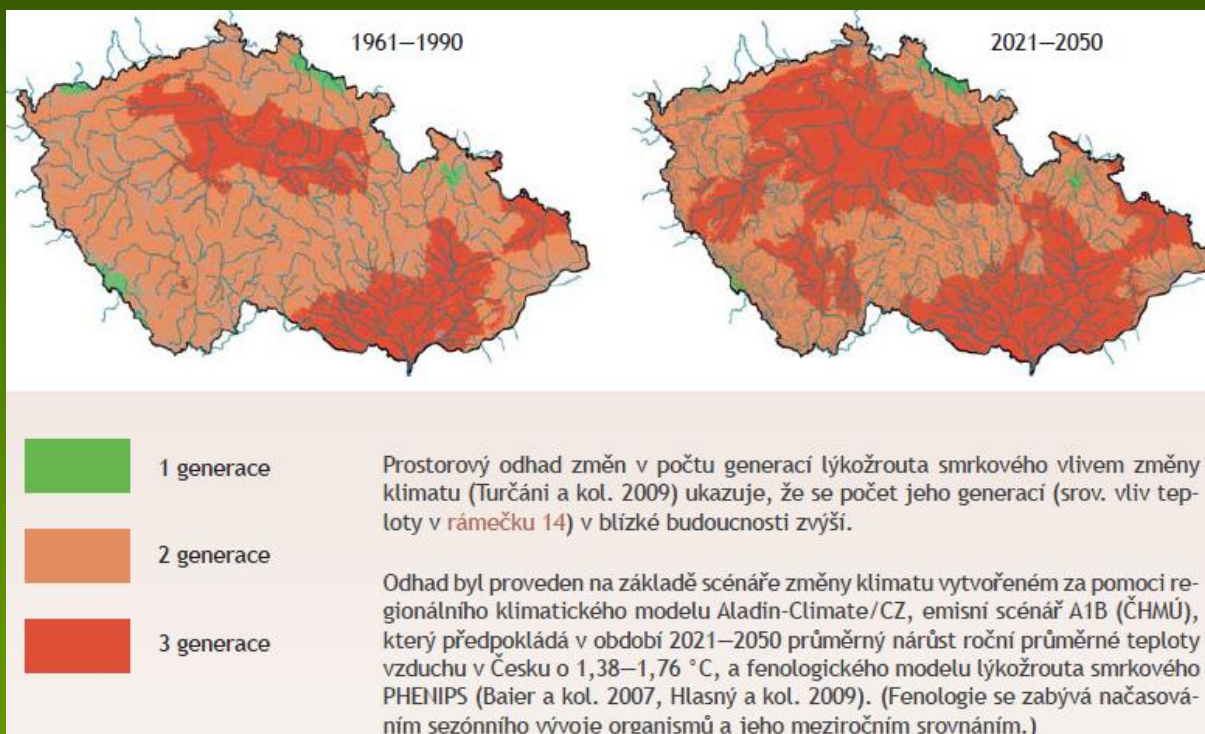 1961—1990
2021—2050
1 generace
2 generace
3 generace
Prostorový odhad změn v počtu generací lýkožrouta smrkového vlivem změny
klimatu (Turčáni a kol. 2009) ukazuje, že se počet jeho generací (srov. vliv tep-
loty v rámečku 14) v blízké budoucnosti zvýší.
Odhad byl proveden na základě scénáře změny klimatu vytvořeném za pomoci re-
gionálního klimatického modelu Aladin-Climate/CZ, emisní scénář A1B (ČHMÚ),
který předpokládá v období 2021—2050 průměrný nárůst roční průměrné teploty
vzduchu v Česku o 1,38—1,76 °C, a fenologického modelu lýkožrouta smrkového
PHENIPS (Baier a kol. 2007, Hlasný a kol. 2009). (Fenologie se zabývá načasová-
ním sezónního vývoje organismů a jeho meziročním srovnáním.)